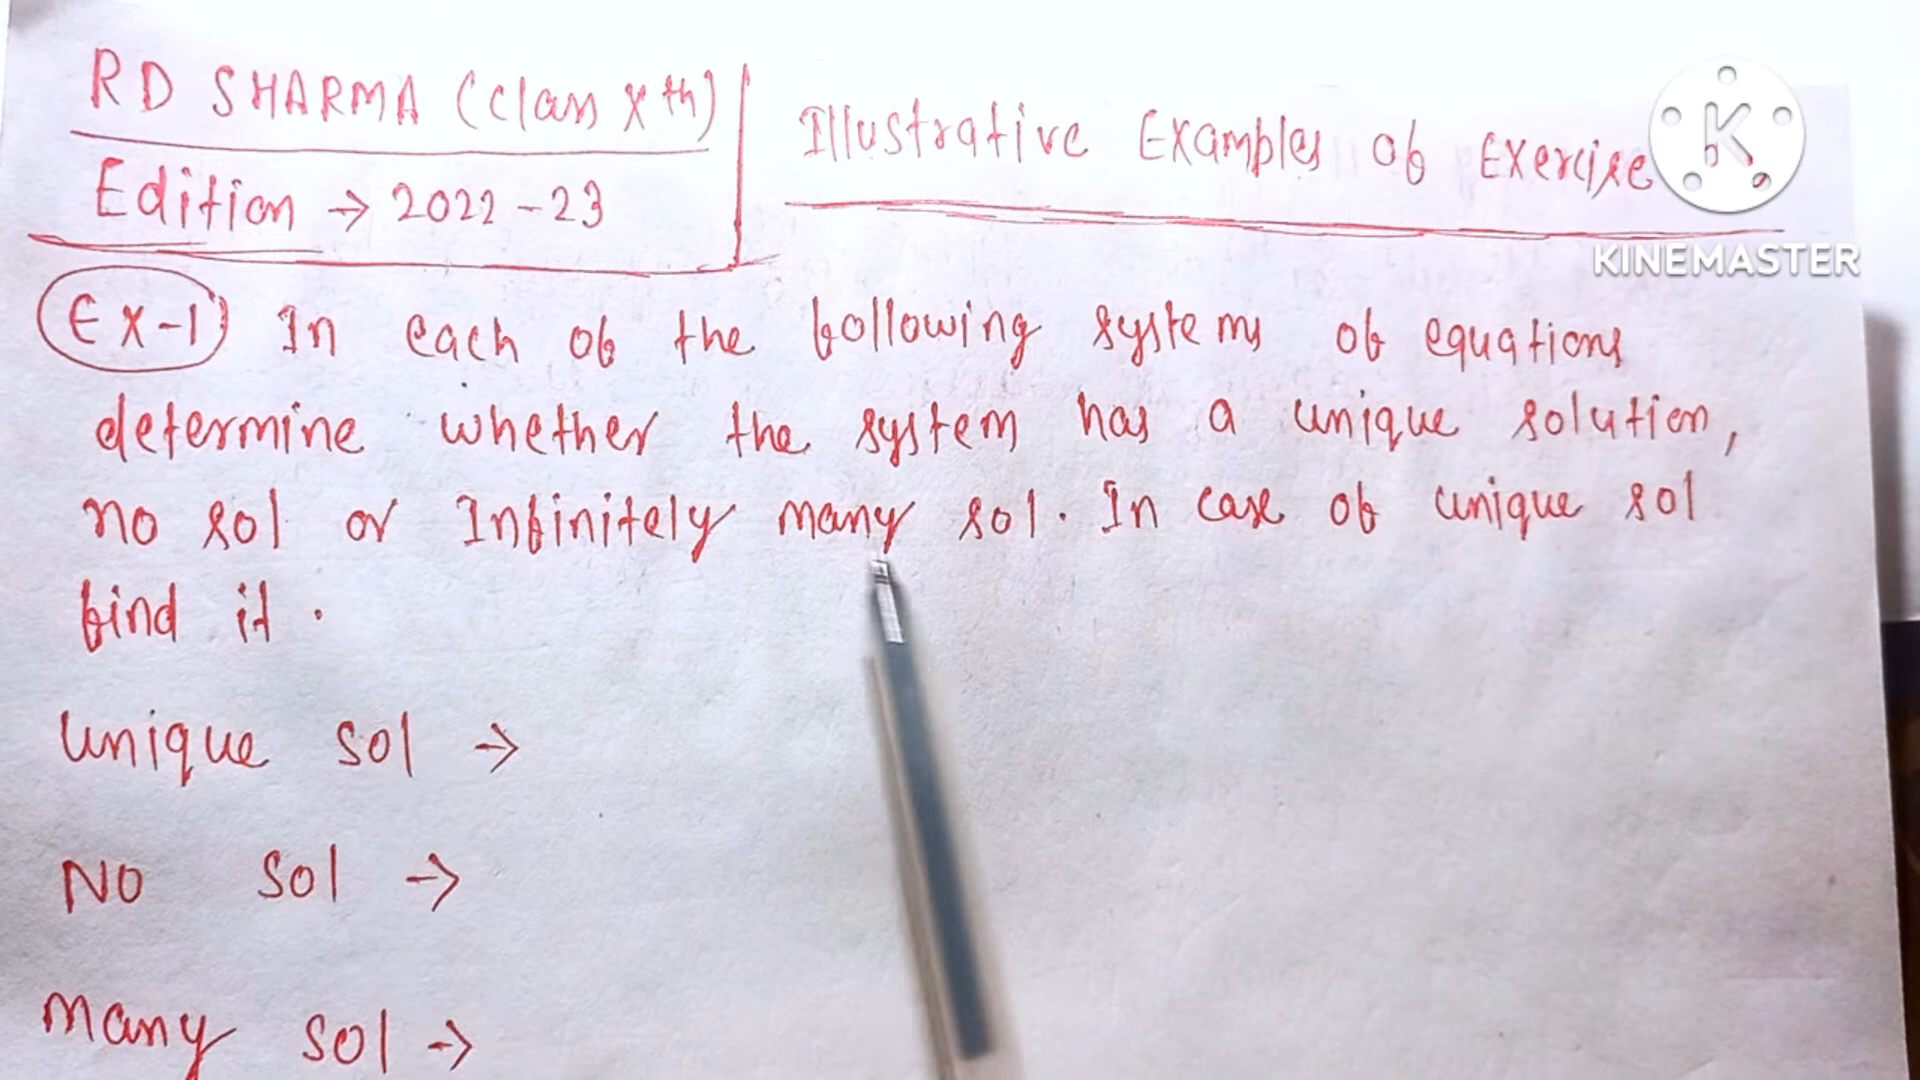 RD SHARMA (Class Xth)
Edition → 2022-23
Illustrative Examples of Exercise
K
KINEMASTER
Ex-1) In each of the following systems of equations
determine whether the system has a unique solution,
no sol or Infinitely many sol. In case of unique sol
find it.
Unique sol →
NO sol →
Many sol →